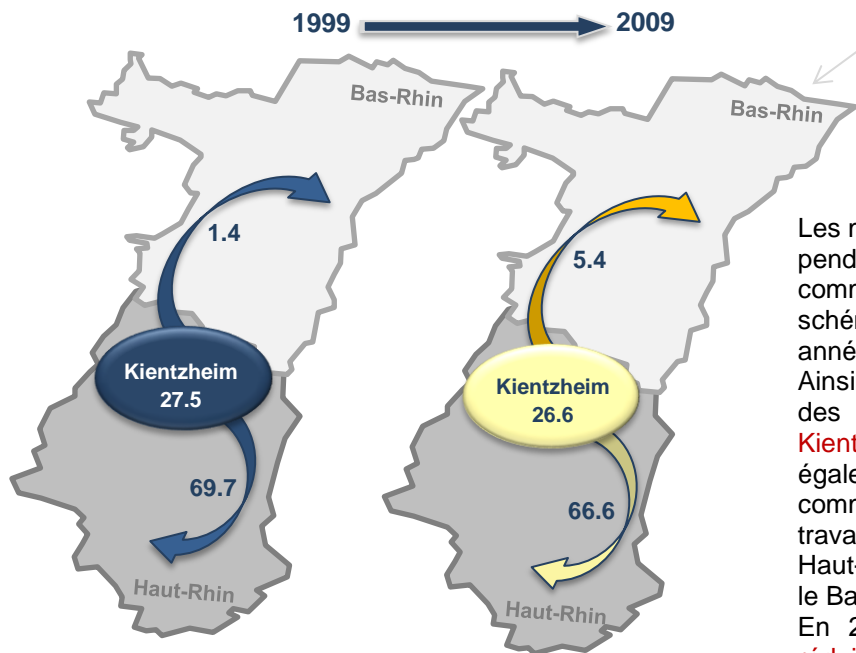 1999 2009
Bas-Rhin
Bas-Rhin
1.4
5.4
Kientzheim
27.5
Kientzheim
26.6
69.7
66.6
Haut-Rhin
Haut-Rhin
Les
pend
comm
schér
anné
Ainsi
des
Kient
égale
comm
trava
Haut-
le Ba
En 2